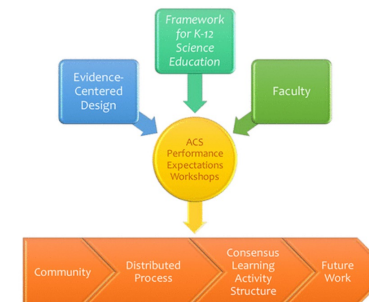 Framework
for K-12
Science
Education
Evidence-
Centered
Design
Faculty
ACS
Performance
Expectations
Workshops
Community
Distributed
Process
Consensus
Learning
Activity
Structure
Future
Work